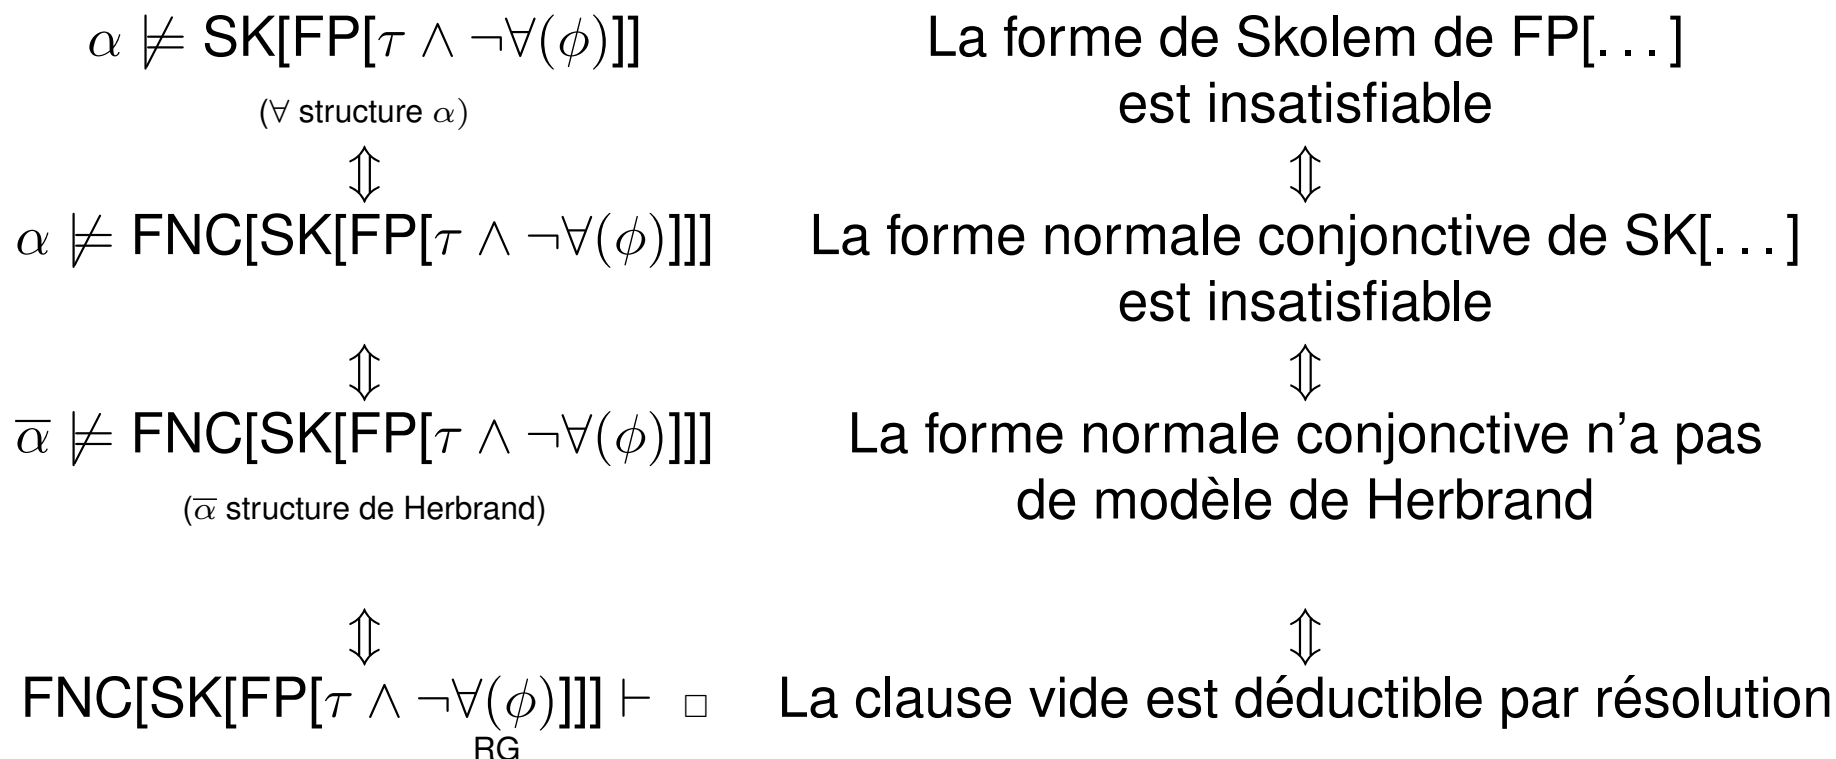 α ⊭ SK[FP[τ ∧ ¬∀(ϕ)]]
(∀ structure α)
⇕
α ⊭ FNC[SK[FP[τ ∧ ¬∀(ϕ)]]]
⇕
α̅ ⊭ FNC[SK[FP[τ ∧ ¬∀(ϕ)]]]
(α̅ structure de Herbrand)
⇕
FNC[SK[FP[τ ∧ ¬∀(ϕ)]]] ⊢ □
RG
La forme de Skolem de FP[. . . ]
est insatisfiable
⇕
La forme normale conjonctive de SK[. . . ]
est insatisfiable
⇕
La forme normale conjonctive n'a pas
de modèle de Herbrand
⇕
La clause vide est déductible par résolution